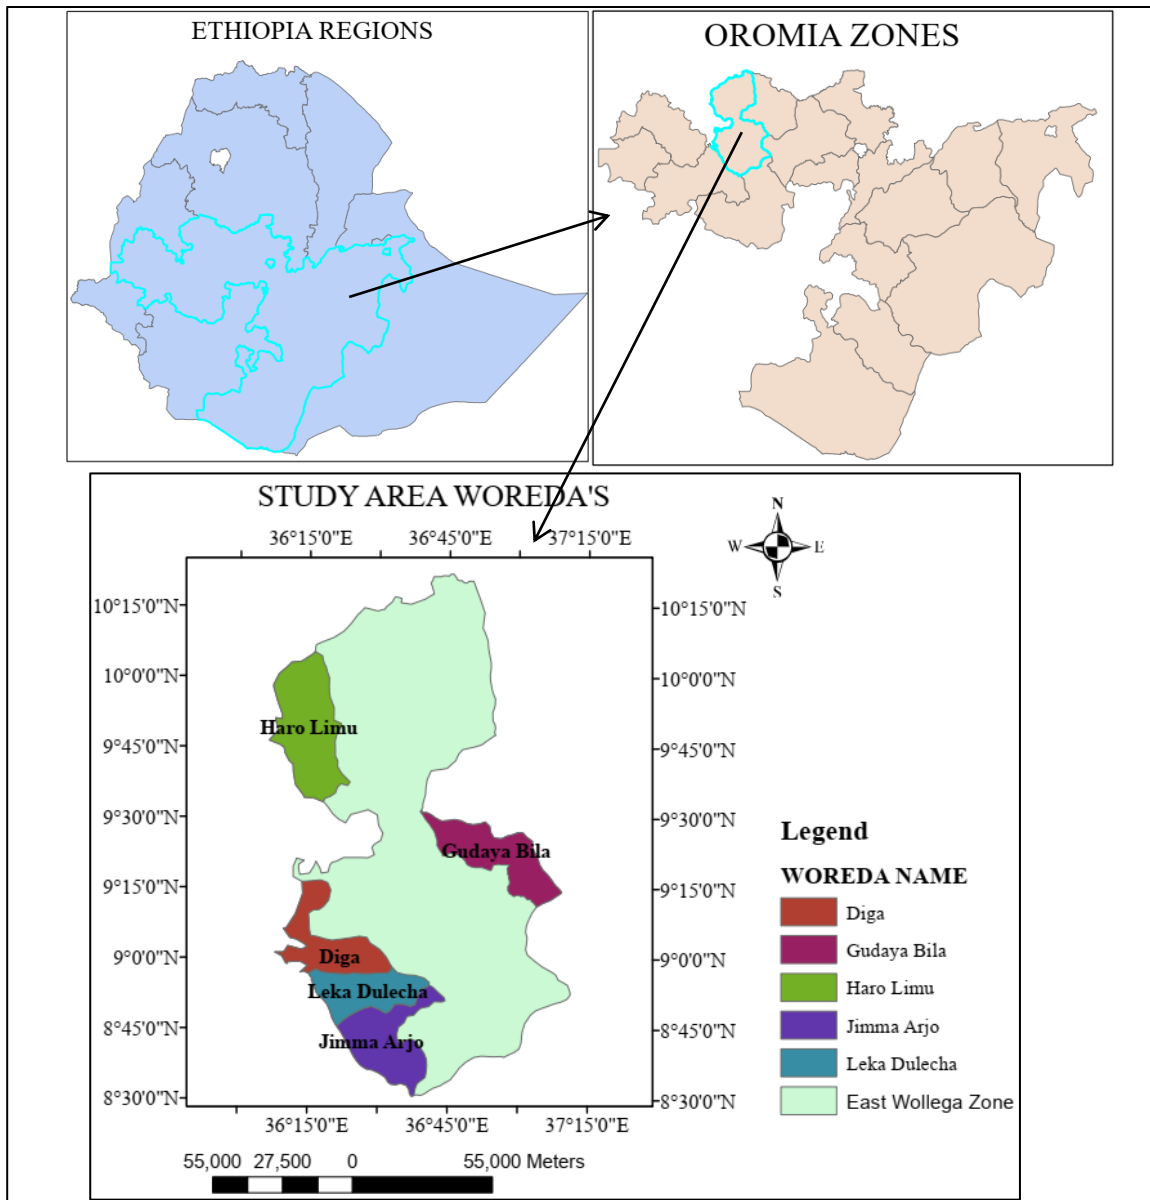 ETHIOPIA REGIONS
OROMIA ZONES
STUDY AREA WOREDA'S
36°15'0"E 36°45'0"E 37°15'0"E
N
W E
S
10°15'0"N 10°15'0"N
10°0'0"N 10°0'0"N
Haro Limu
9°45'0"N 9°45'0"N
9°30'0"N 9°30'0"N
Gudaya Bila
9°15'0"N 9°15'0"N
Diga
9°0'0"N 9°0'0"N
Leka Dulecha
8°45'0"N 8°45'0"N
Jimma Arjo
8°30'0"N 8°30'0"N
36°15'0"E 36°45'0"E 37°15'0"E
Legend
WOREDA NAME
Diga
Gudaya Bila
Haro Limu
Jimma Arjo
Leka Dulecha
East Wollega Zone
55,000 27,500 0 55,000 Meters